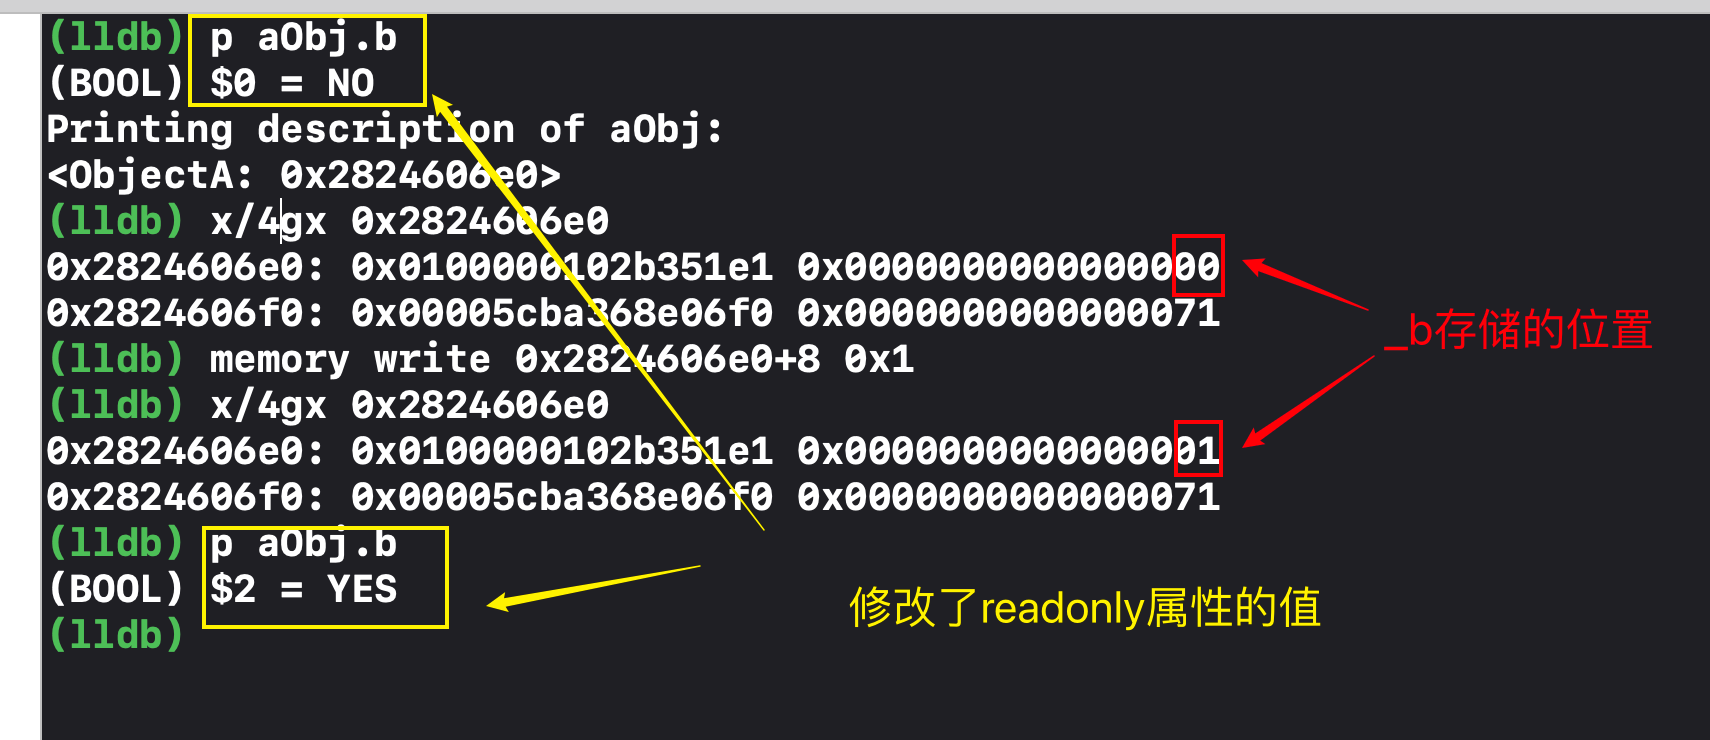 (lldb) p aObj.b
(BOOL) $0 = NO
Printing description of aObj:
<ObjectA: 0x2824606e0>
(lldb) x/4gx 0x2824606e0
0x2824606e0: 0x0100000102b351e1 0x0000000000000000
0x2824606f0: 0x00005cba368e06f0 0x0000000000000071
_b存储的位置
(lldb) memory write 0x2824606e0+8 0x1
(lldb) x/4gx 0x2824606e0
0x2824606e0: 0x0100000102b351e1 0x0000000000000001
0x2824606f0: 0x00005cba368e06f0 0x0000000000000071
(lldb) p aObj.b
(BOOL) $2 = YES
修改了readonly属性的值
(lldb)